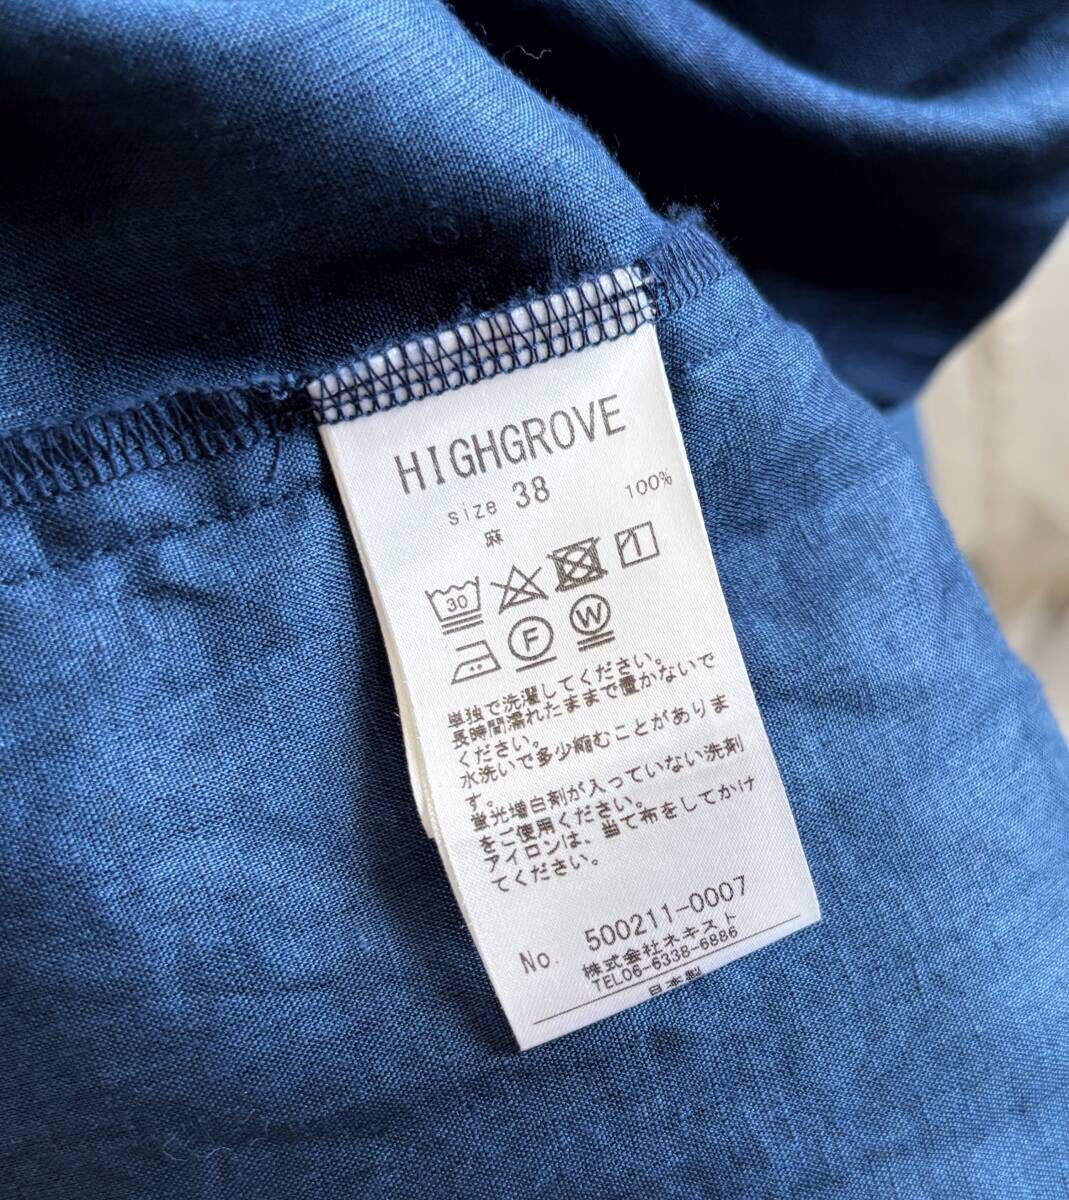 HIGHGROVE
size 38
麻 100%
30
F W
単独で洗濯してください。
長時間濡れたままで置かないで
ください。
水洗いで多少縮むことがありま
す。
蛍光増白剤が入っていない洗剤
をご使用ください。
アイロンは、当て布をしてかけ
てください。
No. 500211-0007
株式会社ネキスト
TEL06-6338-6886
日本製